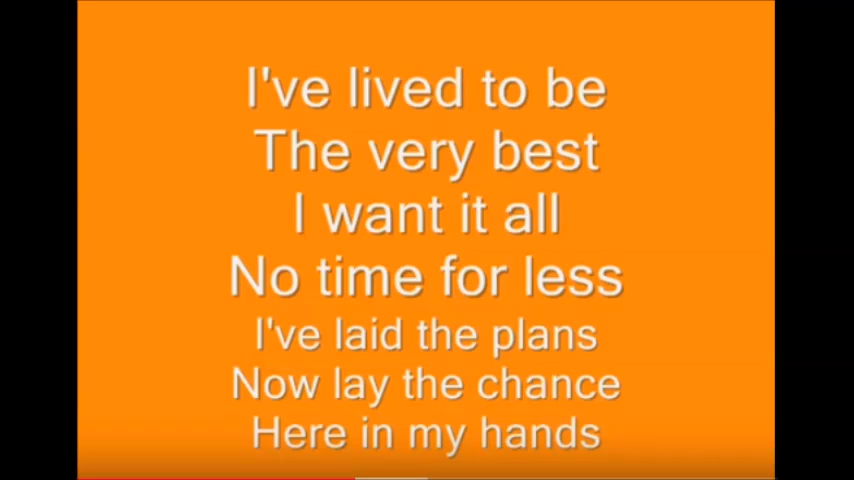 I've lived to be
The very best
I want it all
No time for less
I've laid the plans
Now lay the chance
Here in my hands